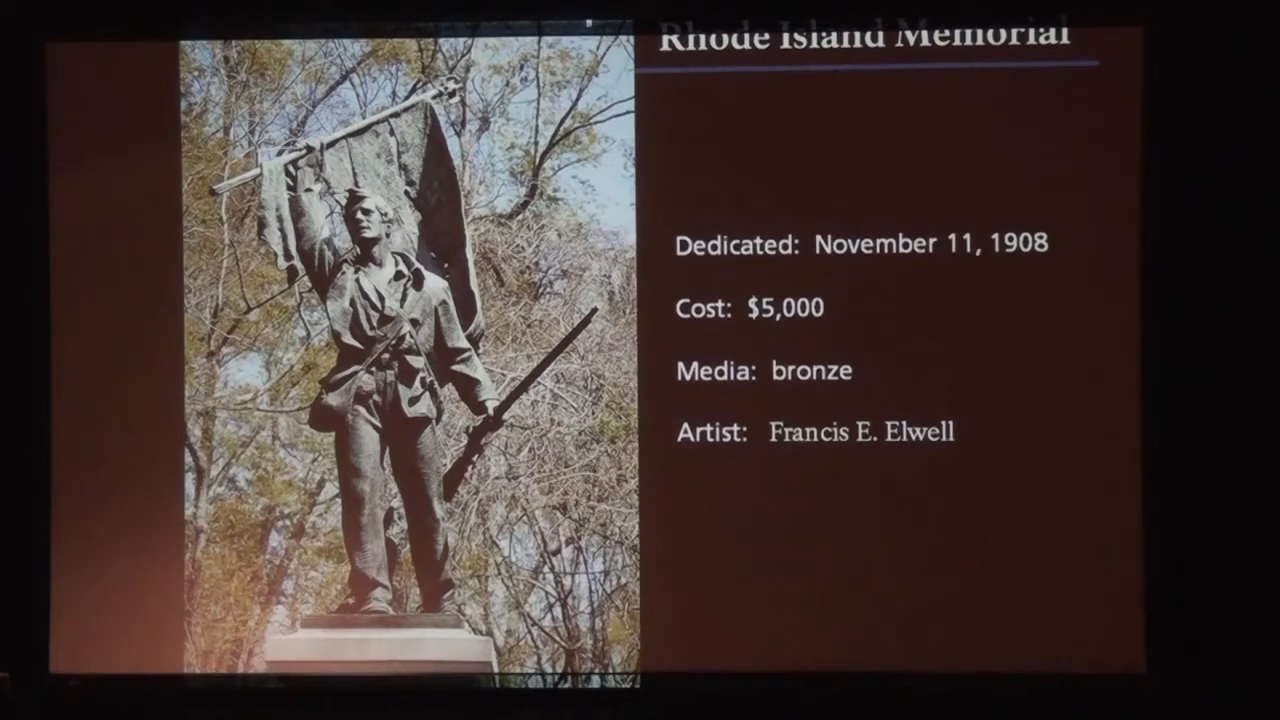 Rhode Island Memorial
Dedicated: November 11, 1908
Cost: $5,000
Media: bronze
Artist: Francis E. Elwell